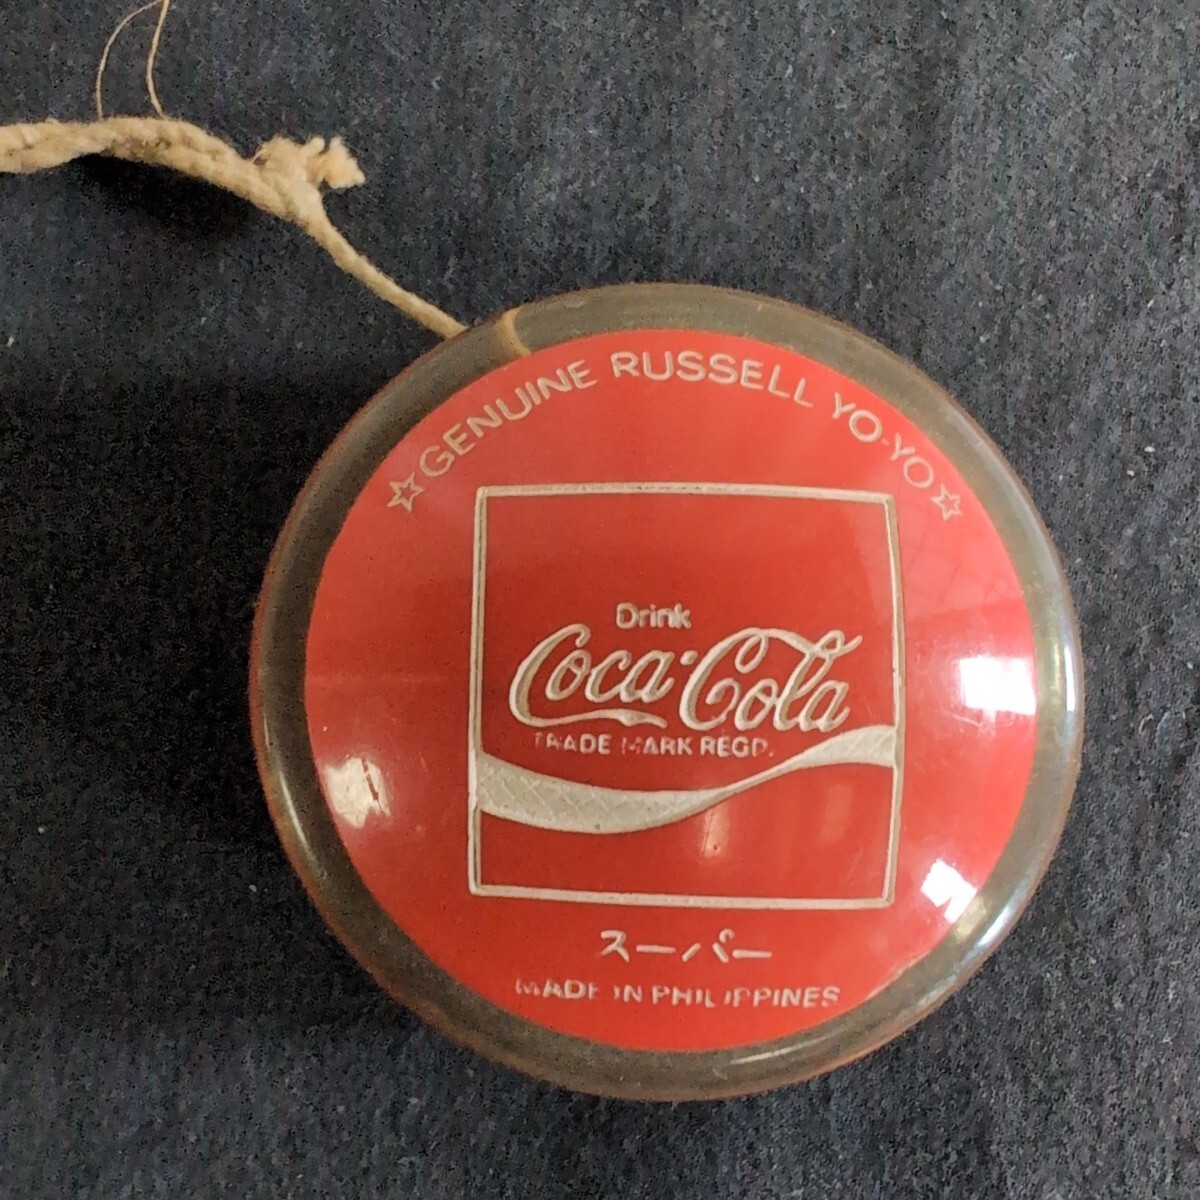 ☆GENUINE RUSSELL YO-YO☆
Drink
Coca-Cola
TRADE MARK REGD.
スーパー
MADE IN PHILIPPINES